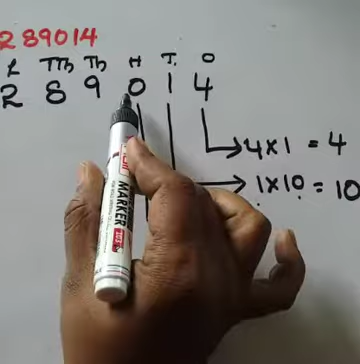 289014
L TTh Th H T. O
2 8 9 0 1 4
4x1 = 4
1x10 = 10
MARKER